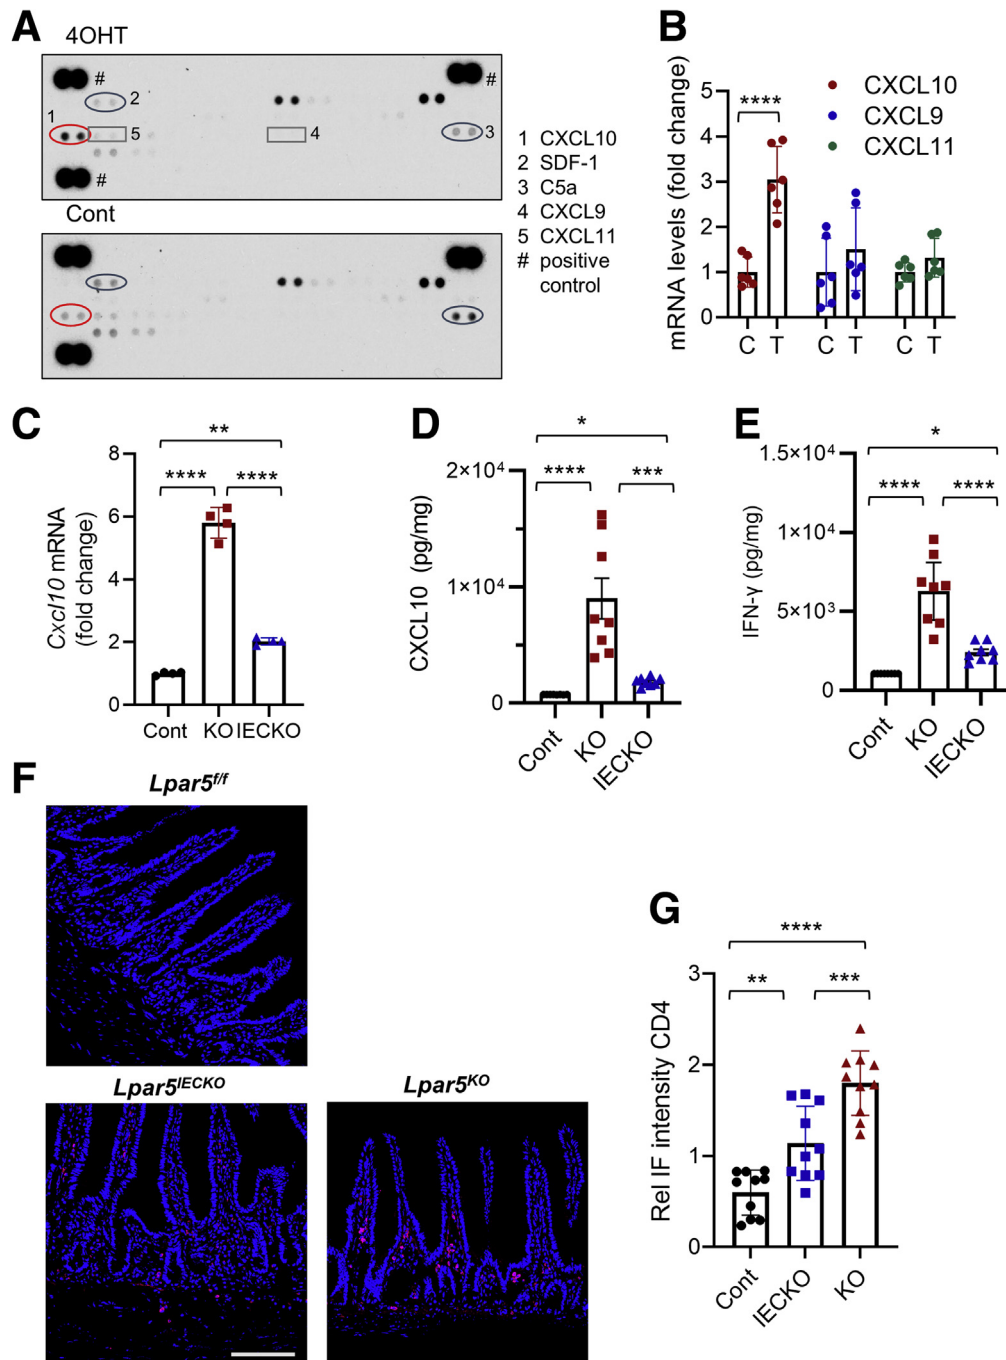 A
4OHT
#
2
#
1
5
4
3
#
Cont
1 CXCL10
2 SDF-1
3 C5a
4 CXCL9
5 CXCL11
# positive
control
B
mRNA levels (fold change)
5
4
3
2
1
0
****
CXCL10
CXCL9
CXCL11
C T C T C T
C
Cxcl10 mRNA
(fold change)
8
6
4
2
0
**
**** ****
Cont KO IECKO
D
CXCL10 (pg/mg)
2×10⁴
1×10⁴
0
*
**** ***
Cont
KO
IECKO
E
IFN-γ (pg/mg)
1.5×10⁴
1×10⁴
5×10³
0
*
**** ****
Cont
KO
IECKO
F
Lpar5f/f
Lpar5IECKO
Lpar5KO
G
Rel IF intensity CD4
3
2
1
0
****
** ***
Cont
IECKO
KO